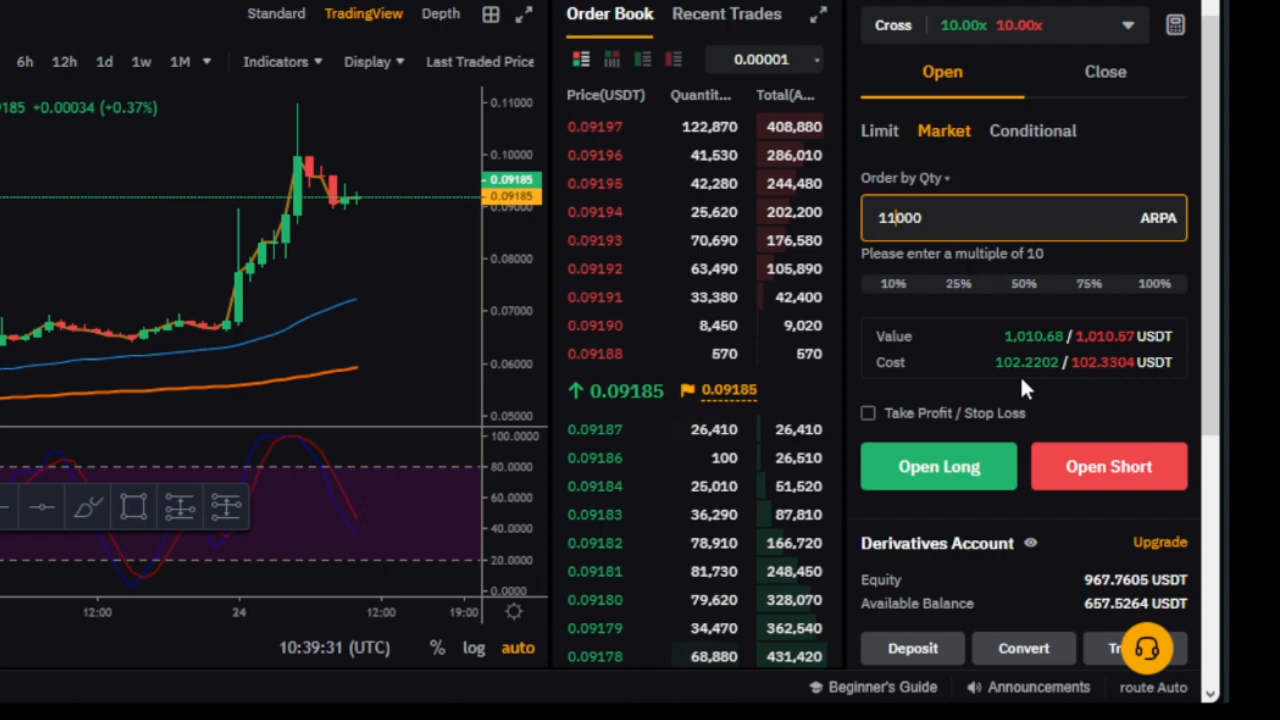 Standard TradingView Depth
6h 12h 1d 1w 1M Indicators Display Last Traded Price
185 +0.00034 (+0.37%)
0.11000
0.10000
0.09185
0.09185
0.09000
0.08000
0.07000
0.06000
0.05000
100.0000
80.0000
60.0000
40.0000
20.0000
0.0000
12:00 24 12:00 19:00
10:39:31 (UTC) % log auto
Order Book Recent Trades
0.00001
Price(USDT) Quantit... Total(A...
0.09197 122,870 408,880
0.09196 41,530 286,010
0.09195 42,280 244,480
0.09194 25,620 202,200
0.09193 70,690 176,580
0.09192 63,490 105,890
0.09191 33,380 42,400
0.09190 8,450 9,020
0.09188 570 570
0.09185 0.09185
0.09187 26,410 26,410
0.09186 100 26,510
0.09184 25,010 51,520
0.09183 36,290 87,810
0.09182 78,910 166,720
0.09181 81,730 248,450
0.09180 79,620 328,070
0.09179 34,470 362,540
0.09178 68,880 431,420
Cross 10.00x 10.00x
Open Close
Limit Market Conditional
Order by Qty
11000 ARPA
Please enter a multiple of 10
10% 25% 50% 75% 100%
Value 1,010.68 / 1,010.57 USDT
Cost 102.2202 / 102.3304 USDT
Take Profit / Stop Loss
Open Long Open Short
Derivatives Account Upgrade
Equity 967.7605 USDT
Available Balance 657.5264 USDT
Deposit Convert Tr
Beginner's Guide Announcements route Auto